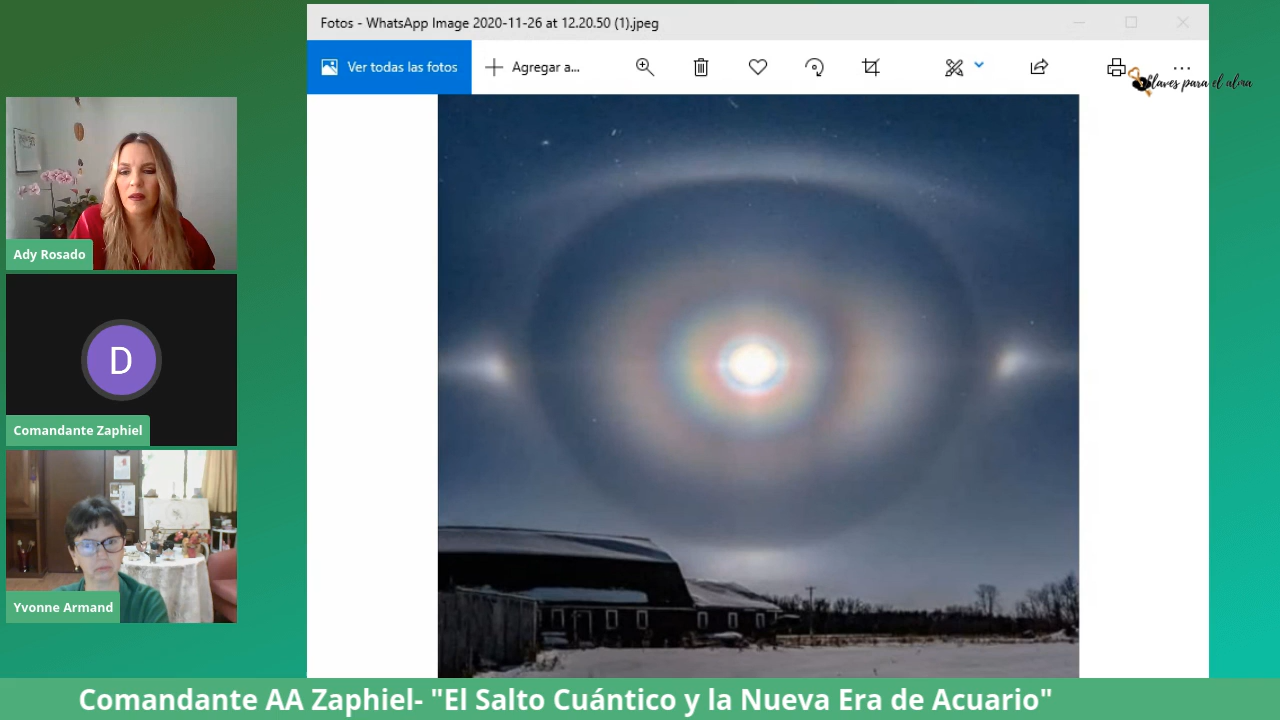 Fotos - WhatsApp Image 2020-11-26 at 12.20.50 (1).jpeg
Ver todas las fotos
Agregar a...
Claves para el alma
Ady Rosado
D
Comandante Zaphiel
Yvonne Armand
Comandante AA Zaphiel- "El Salto Cuántico y la Nueva Era de Acuario"